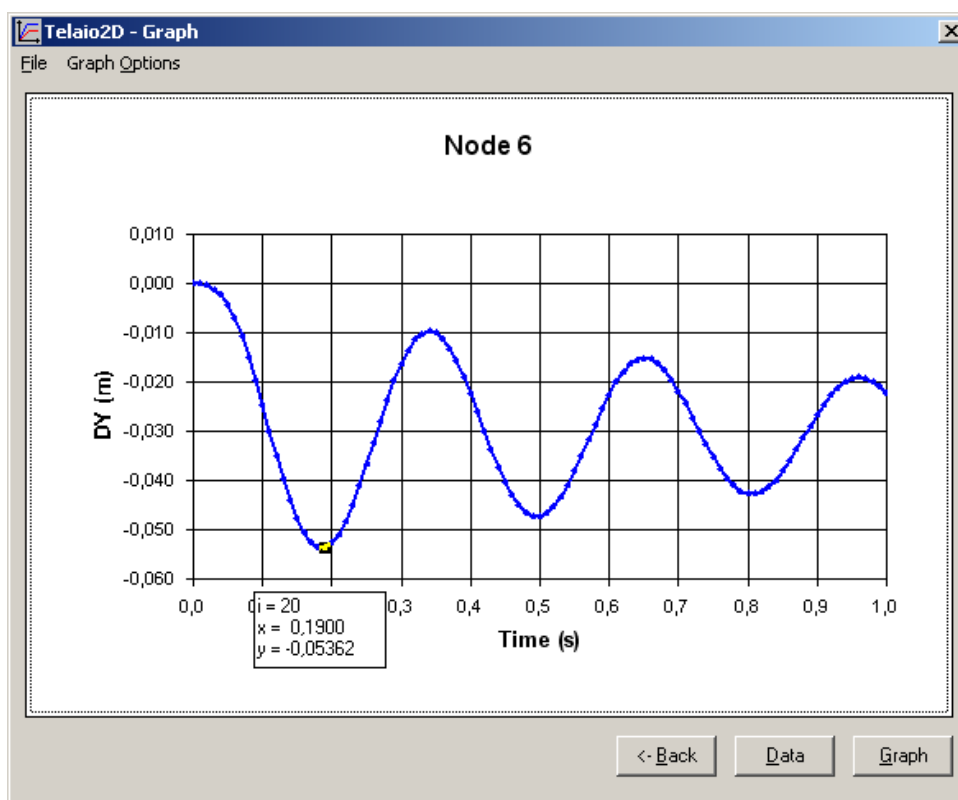 Telaio2D - Graph
File Graph Options
Node 6
0,010
0,000
-0,010
-0,020
-0,030
-0,040
-0,050
-0,060
DY (m)
0,0 0,3 0,4 0,5 0,6 0,7 0,8 0,9 1,0
i = 20
x = 0,1900
y = -0,05362
Time (s)
<- Back Data Graph